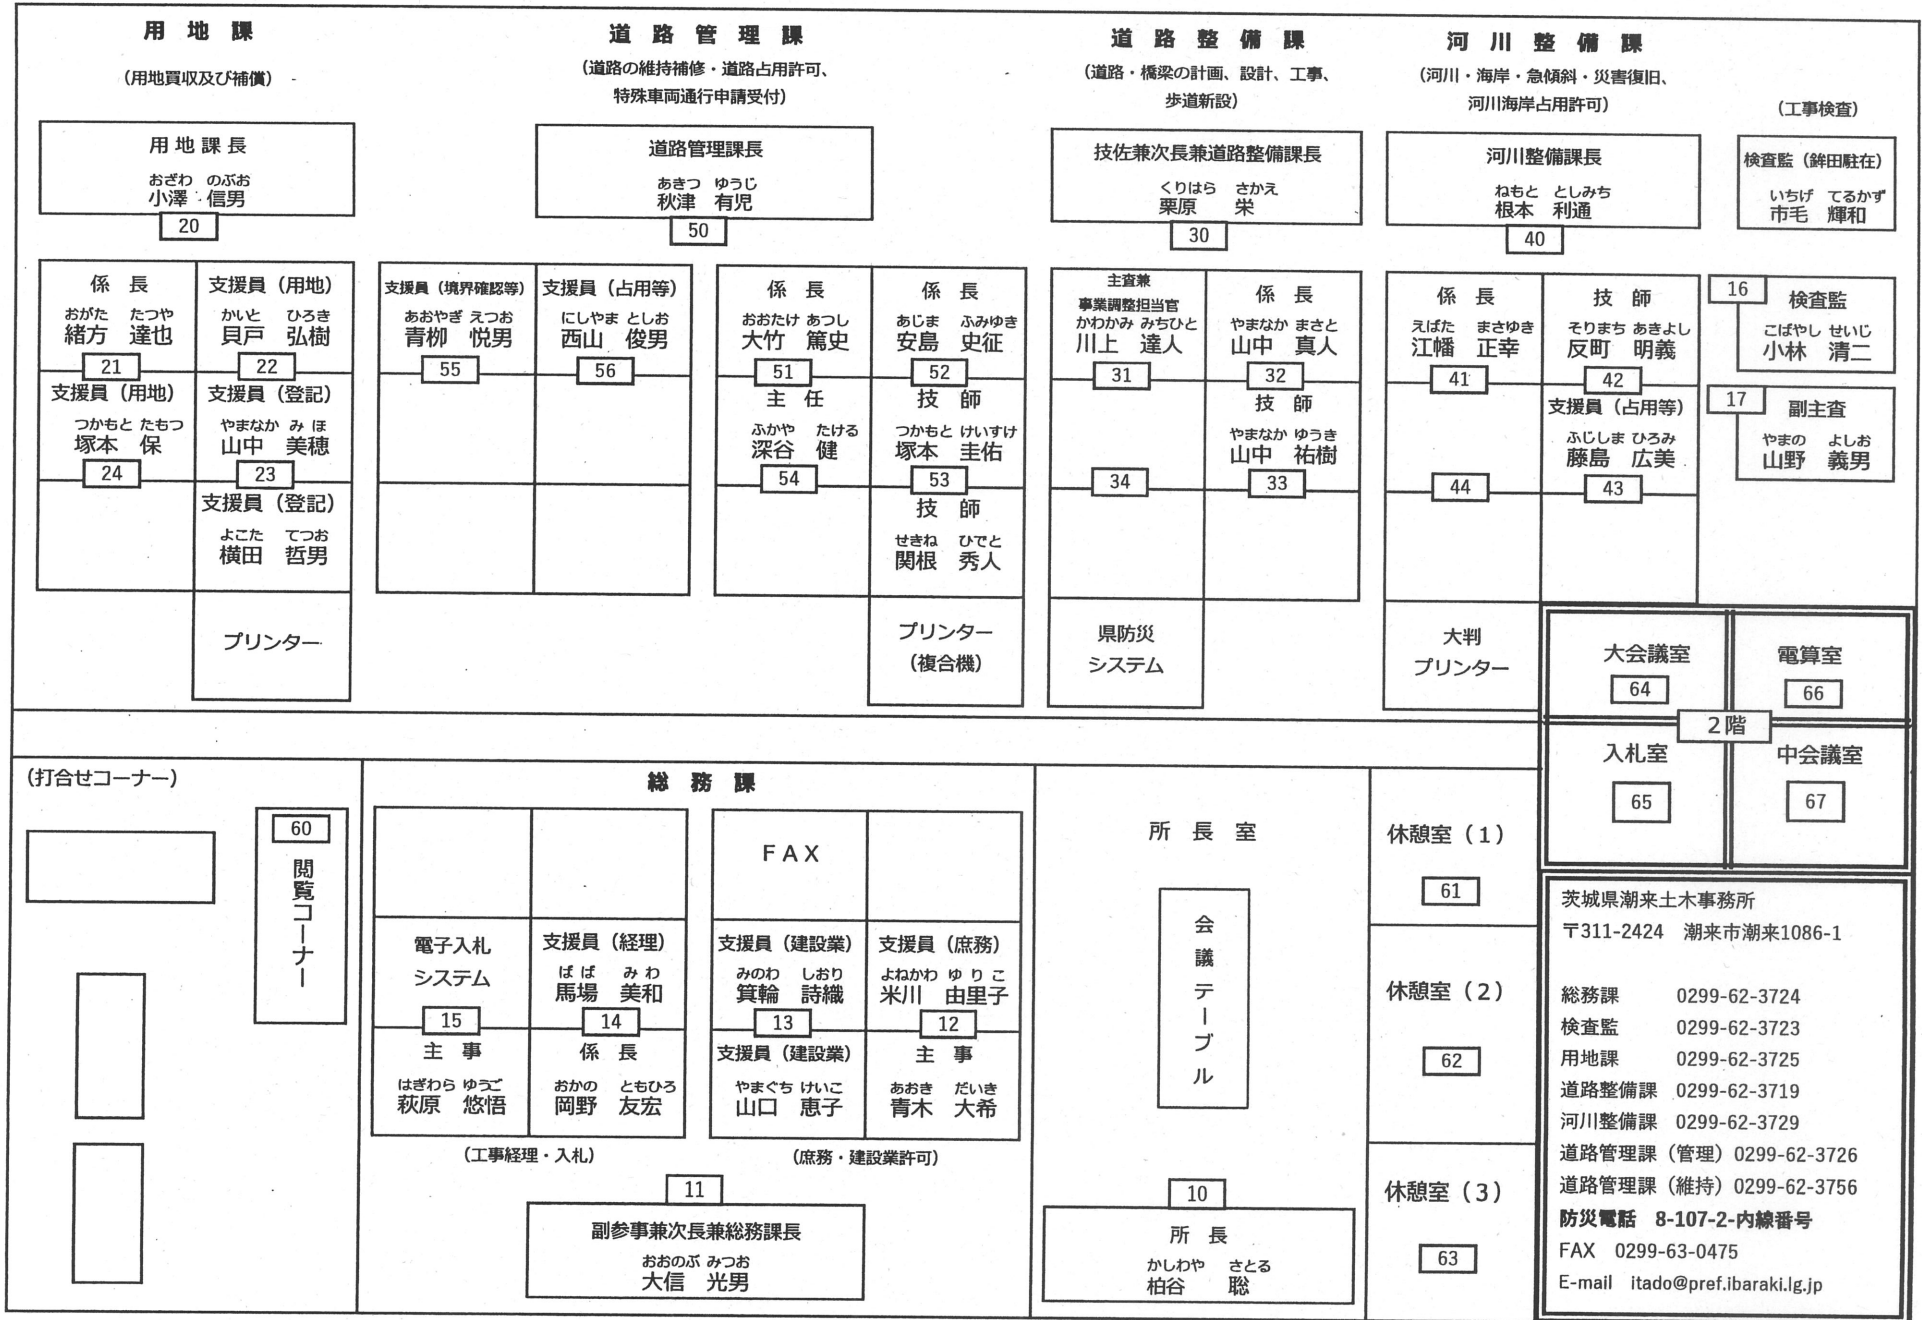 用 地 課
(用地買収及び補償)
用 地 課 長
おざわ のぶお
小澤 信男
20
係 長
おがた たつや
緒方 達也
21
支援員(用地)
かいと ひろき
貝戸 弘樹
22
支援員(用地)
つかもと たもつ
塚本 保
24
支援員(登記)
やまなか み ほ
山中 美穂
23
支援員(登記)
よこた てつお
横田 哲男
プリンター
道 路 管 理 課
(道路の維持補修・道路占用許可、
特殊車両通行申請受付)
道路管理課長
あきつ ゆうじ
秋津 有児
50
支援員(境界確認等)
あおやぎ えつお
青柳 悦男
55
支援員(占用等)
にしやま としお
西山 俊男
56
係 長
おおたけ あつし
大竹 篤史
51
係 長
あじま ふみゆき
安島 史征
52
主 任
ふかや たける
深谷 健
54
技 師
つかもと けいすけ
塚本 圭佑
53
技 師
せきね ひでと
関根 秀人
プリンター
(複合機)
道 路 整 備 課
(道路・橋梁の計画、設計、工事、
歩道新設)
技佐兼次長兼道路整備課長
くりはら さかえ
栗原 栄
30
主査兼
事業調整担当官
かわかみ みちひと
川上 達人
31
係 長
やまなか まさと
山中 真人
32
技 師
やまなか ゆうき
山中 祐樹
34
33
県防災
システム
河 川 整 備 課
(河川・海岸・急傾斜・災害復旧、
河川海岸占用許可)
河川整備課長
ねもと としみち
根本 利通
40
係 長
えばた まさゆき
江幡 正幸
41
技 師
そりまち あきよし
反町 明義
42
支援員(占用等)
ふじしま ひろみ
藤島 広美
44
43
大判
プリンター
(工事検査)
検査監(鉾田駐在)
いちげ てるかず
市毛 輝和
16
検査監
こばやし せいじ
小林 清二
17
副主査
やまの よしお
山野 義男
大会議室
64
電算室
66
2階
入札室
65
中会議室
67
(打合せコーナー)
60
閲覧コーナー
総 務 課
FAX
電子入札
システム
15
支援員(経理)
ば ば み わ
馬場 美和
14
支援員(建設業)
みのわ しおり
箕輪 詩織
13
支援員(庶務)
よねかわ ゆ り こ
米川 由里子
12
主 事
はぎわら ゆうご
萩原 悠悟
係 長
おかの ともひろ
岡野 友宏
支援員(建設業)
やまぐち けいこ
山口 恵子
主 事
あおき だいき
青木 大希
(工事経理・入札)
(庶務・建設業許可)
11
副参事兼次長兼総務課長
おおのぶ みつお
大信 光男
所 長 室
会議テーブル
10
所 長
かしわや さとる
柏谷 聡
休憩室(1)
61
休憩室(2)
62
休憩室(3)
63
茨城県潮来土木事務所
〒311-2424 潮来市潮来1086-1
総務課 0299-62-3724
検査監 0299-62-3723
用地課 0299-62-3725
道路整備課 0299-62-3719
河川整備課 0299-62-3729
道路管理課(管理)0299-62-3726
道路管理課(維持)0299-62-3756
防災電話 8-107-2-内線番号
FAX 0299-63-0475
E-mail itado@pref.ibaraki.lg.jp